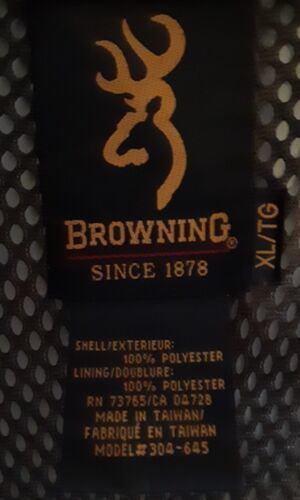 BROWNING®
SINCE 1878
XL/TG
SHELL/EXTERIEUR:
100% POLYESTER
LINING/DOUBLURE:
100% POLYESTER
RN 73765/CA 04728
MADE IN TAIWAN/
FABRIQUÉ EN TAIWAN
MODEL# 304-645